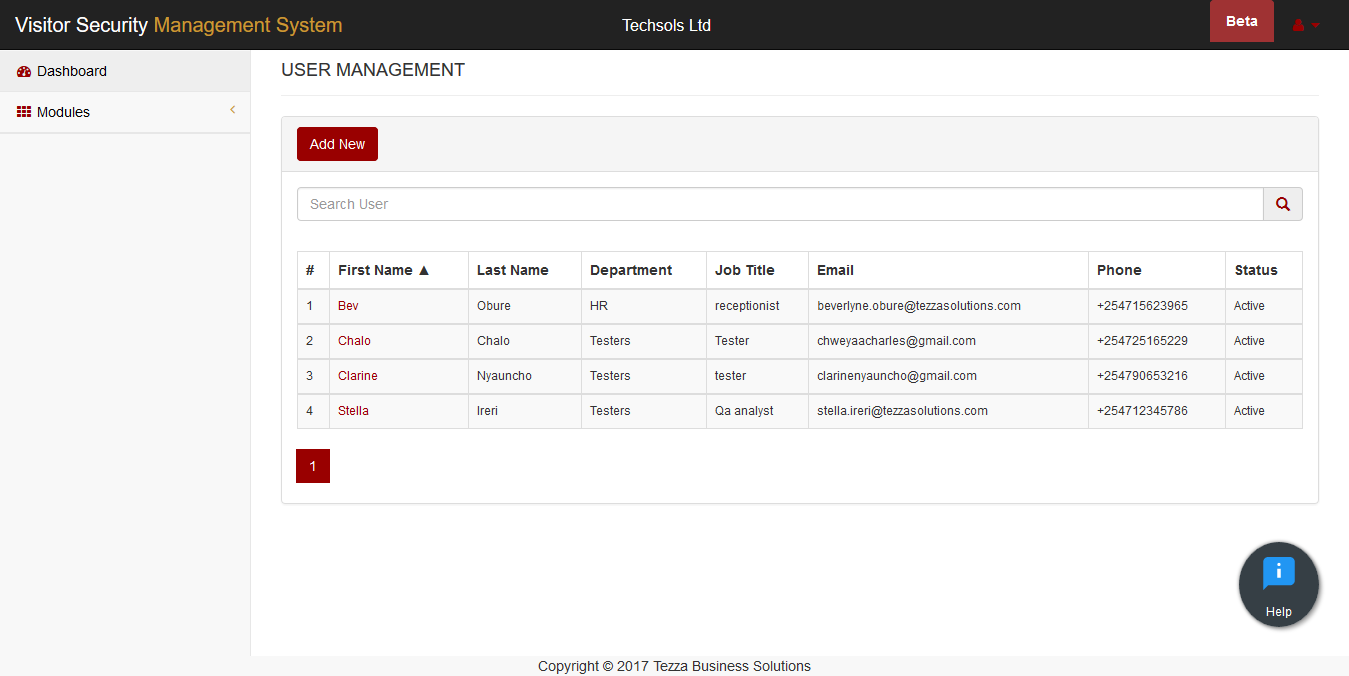 Visitor Security Management System Techsols Ltd Beta
Dashboard
Modules
USER MANAGEMENT
Add New
Search User
# First Name ▲ Last Name Department Job Title Email Phone Status
1 Bev Obure HR receptionist beverlyne.obure@tezzasolutions.com +254715623965 Active
2 Chalo Chalo Testers Tester chweyaacharles@gmail.com +254725165229 Active
3 Clarine Nyauncho Testers tester clarinenyauncho@gmail.com +254790653216 Active
4 Stella Ireri Testers Qa analyst stella.ireri@tezzasolutions.com +254712345786 Active
1
Help
Copyright © 2017 Tezza Business Solutions